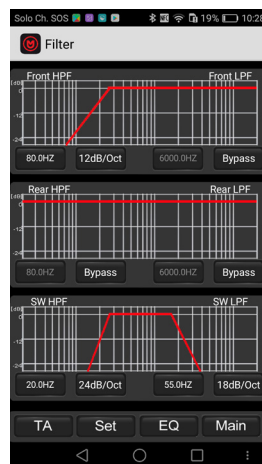 Solo Ch. SOS 19% 10:28
Filter
Front HPF Front LPF
[dB]
0
-12
-24
80.0HZ 12dB/Oct 6000.0HZ Bypass
Rear HPF Rear LPF
[dB]
0
-12
-24
80.0HZ Bypass 6000.0HZ Bypass
SW HPF SW LPF
[dB]
0
-12
-24
20.0HZ 24dB/Oct 55.0HZ 18dB/Oct
TA Set EQ Main